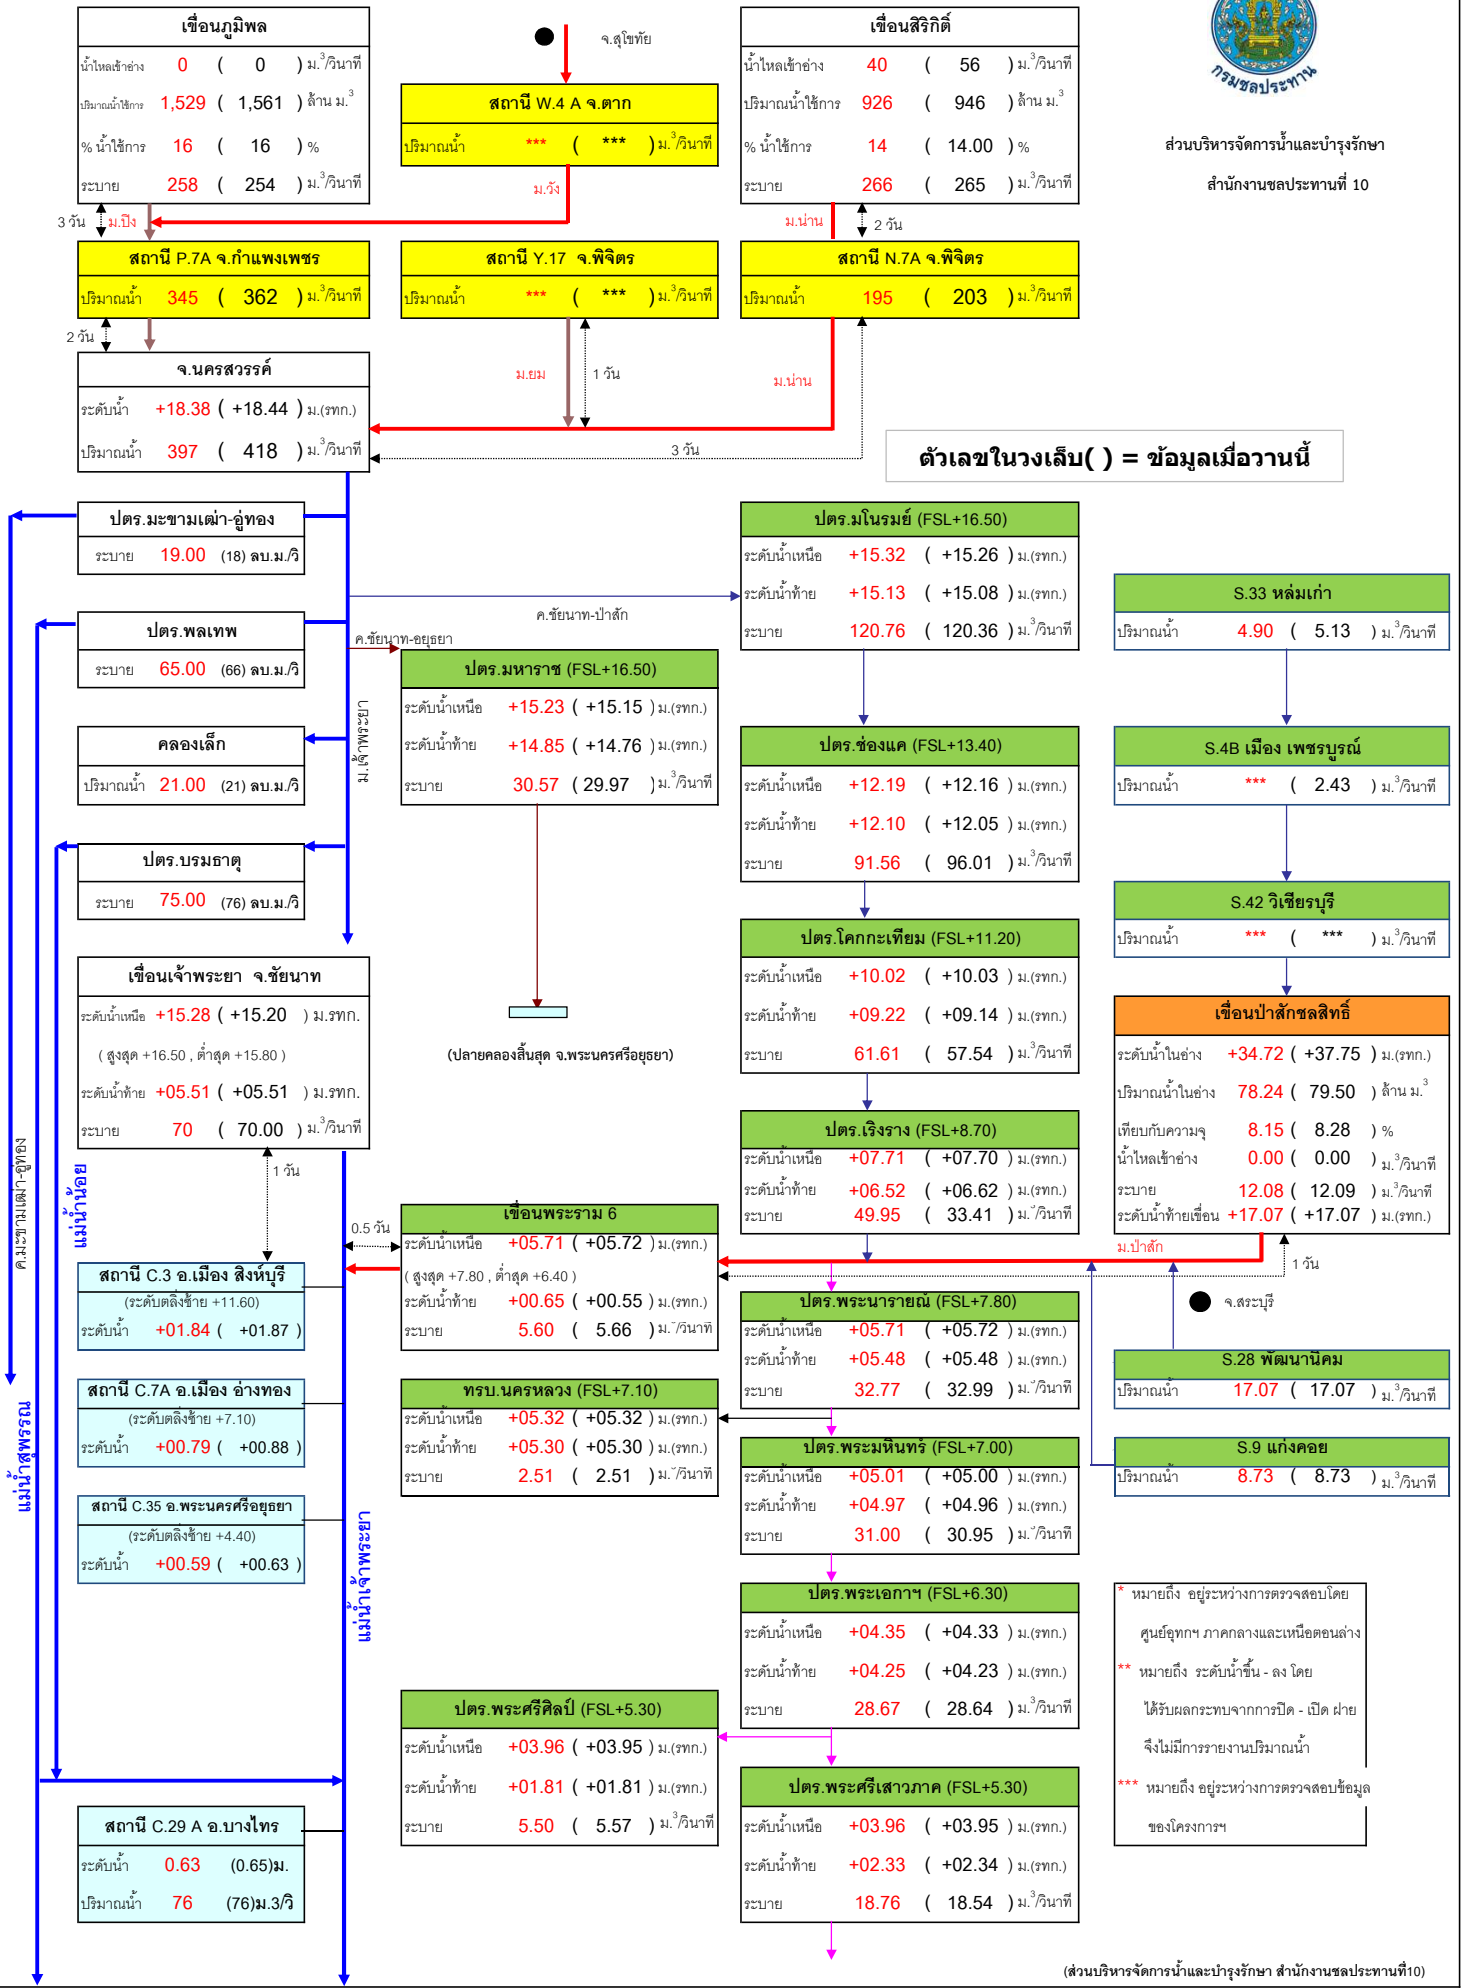 เขื่อนภูมิพล
น้ำไหลเข้าอ่าง 0 ( 0 ) ม.³/วินาที
ปริมาณน้ำใช้การ 1,529 ( 1,561 ) ล้าน ม.³
% น้ำใช้การ 16 ( 16 ) %
ระบาย 258 ( 254 ) ม.³/วินาที
จ.สุโขทัย
สถานี W.4 A จ.ตาก
ปริมาณน้ำ *** ( *** ) ม.³/วินาที
เขื่อนสิริกิติ์
น้ำไหลเข้าอ่าง 40 ( 56 ) ม.³/วินาที
ปริมาณน้ำใช้การ 926 ( 946 ) ล้าน ม.³
% น้ำใช้การ 14 ( 14.00 ) %
ระบาย 266 ( 265 ) ม.³/วินาที
กรมชลประทาน
ส่วนบริหารจัดการน้ำและบำรุงรักษา
สำนักงานชลประทานที่ 10
3 วัน ม.ปิง
ม.วัง
ม.น่าน
2 วัน
สถานี P.7A จ.กำแพงเพชร
ปริมาณน้ำ 345 ( 362 ) ม.³/วินาที
สถานี Y.17 จ.พิจิตร
ปริมาณน้ำ *** ( *** ) ม.³/วินาที
สถานี N.7A จ.พิจิตร
ปริมาณน้ำ 195 ( 203 ) ม.³/วินาที
2 วัน
ม.ยม
1 วัน
ม.น่าน
3 วัน
จ.นครสวรรค์
ระดับน้ำ +18.38 ( +18.44 ) ม.(รทก.)
ปริมาณน้ำ 397 ( 418 ) ม.³/วินาที
ตัวเลขในวงเล็บ( ) = ข้อมูลเมื่อวานนี้
ปตร.มะขามเฒ่า-อู่ทอง
ระบาย 19.00 (18) ลบ.ม./วิ
ปตร.พลเทพ
ระบาย 65.00 (66) ลบ.ม./วิ
คลองเล็ก
ปริมาณน้ำ 21.00 (21) ลบ.ม./วิ
ปตร.บรมธาตุ
ระบาย 75.00 (76) ลบ.ม./วิ
ค.ชัยนาท-ป่าสัก
ค.ชัยนาท-อยุธยา
ม.เจ้าพระยา
ปตร.มหาราช (FSL+16.50)
ระดับน้ำเหนือ +15.23 ( +15.15 ) ม.(รทก.)
ระดับน้ำท้าย +14.85 ( +14.76 ) ม.(รทก.)
ระบาย 30.57 ( 29.97 ) ม.³/วินาที
(ปลายคลองสิ้นสุด จ.พระนครศรีอยุธยา)
ปตร.มโนรมย์ (FSL+16.50)
ระดับน้ำเหนือ +15.32 ( +15.26 ) ม.(รทก.)
ระดับน้ำท้าย +15.13 ( +15.08 ) ม.(รทก.)
ระบาย 120.76 ( 120.36 ) ม.³/วินาที
ปตร.ช่องแค (FSL+13.40)
ระดับน้ำเหนือ +12.19 ( +12.16 ) ม.(รทก.)
ระดับน้ำท้าย +12.10 ( +12.05 ) ม.(รทก.)
ระบาย 91.56 ( 96.01 ) ม.³/วินาที
ปตร.โคกกะเทียม (FSL+11.20)
ระดับน้ำเหนือ +10.02 ( +10.03 ) ม.(รทก.)
ระดับน้ำท้าย +09.22 ( +09.14 ) ม.(รทก.)
ระบาย 61.61 ( 57.54 ) ม.³/วินาที
ปตร.เริงราง (FSL+8.70)
ระดับน้ำเหนือ +07.71 ( +07.70 ) ม.(รทก.)
ระดับน้ำท้าย +06.52 ( +06.62 ) ม.(รทก.)
ระบาย 49.95 ( 33.41 ) ม.³/วินาที
S.33 หล่มเก่า
ปริมาณน้ำ 4.90 ( 5.13 ) ม.³/วินาที
S.4B เมือง เพชรบูรณ์
ปริมาณน้ำ *** ( 2.43 ) ม.³/วินาที
S.42 วิเชียรบุรี
ปริมาณน้ำ *** ( *** ) ม.³/วินาที
เขื่อนป่าสักชลสิทธิ์
ระดับน้ำในอ่าง +34.72 ( +37.75 ) ม.(รทก.)
ปริมาณน้ำในอ่าง 78.24 ( 79.50 ) ล้าน ม.³
เทียบกับความจุ 8.15 ( 8.28 ) %
น้ำไหลเข้าอ่าง 0.00 ( 0.00 ) ม.³/วินาที
ระบาย 12.08 ( 12.09 ) ม.³/วินาที
ระดับน้ำท้ายเขื่อน +17.07 ( +17.07 ) ม.(รทก.)
ม.ป่าสัก
1 วัน
จ.สระบุรี
เขื่อนเจ้าพระยา จ.ชัยนาท
ระดับน้ำเหนือ +15.28 ( +15.20 ) ม.รทก.
( สูงสุด +16.50 , ต่ำสุด +15.80 )
ระดับน้ำท้าย +05.51 ( +05.51 ) ม.รทก.
ระบาย 70 ( 70.00 ) ม.³/วินาที
1 วัน
0.5 วัน
ค.มะขามเฒ่า-อู่ทอง
แม่น้ำน้อย
แม่น้ำสุพรรณ
แม่น้ำเจ้าพระยา
เขื่อนพระราม 6
ระดับน้ำเหนือ +05.71 ( +05.72 ) ม.(รทก.)
( สูงสุด +7.80 , ต่ำสุด +6.40 )
ระดับน้ำท้าย +00.65 ( +00.55 ) ม.(รทก.)
ระบาย 5.60 ( 5.66 ) ม.³/วินาที
สถานี C.3 อ.เมือง สิงห์บุรี
(ระดับตลิ่งซ้าย +11.60)
ระดับน้ำ +01.84 ( +01.87 )
สถานี C.7A อ.เมือง อ่างทอง
(ระดับตลิ่งซ้าย +7.10)
ระดับน้ำ +00.79 ( +00.88 )
สถานี C.35 อ.พระนครศรีอยุธยา
(ระดับตลิ่งซ้าย +4.40)
ระดับน้ำ +00.59 ( +00.63 )
ทรบ.นครหลวง (FSL+7.10)
ระดับน้ำเหนือ +05.32 ( +05.32 ) ม.(รทก.)
ระดับน้ำท้าย +05.30 ( +05.30 ) ม.(รทก.)
ระบาย 2.51 ( 2.51 ) ม.³/วินาที
ปตร.พระนารายณ์ (FSL+7.80)
ระดับน้ำเหนือ +05.71 ( +05.72 ) ม.(รทก.)
ระดับน้ำท้าย +05.48 ( +05.48 ) ม.(รทก.)
ระบาย 32.77 ( 32.99 ) ม.³/วินาที
ปตร.พระมหินทร์ (FSL+7.00)
ระดับน้ำเหนือ +05.01 ( +05.00 ) ม.(รทก.)
ระดับน้ำท้าย +04.97 ( +04.96 ) ม.(รทก.)
ระบาย 31.00 ( 30.95 ) ม.³/วินาที
S.28 พัฒนานิคม
ปริมาณน้ำ 17.07 ( 17.07 ) ม.³/วินาที
S.9 แก่งคอย
ปริมาณน้ำ 8.73 ( 8.73 ) ม.³/วินาที
ปตร.พระเอกาฯ (FSL+6.30)
ระดับน้ำเหนือ +04.35 ( +04.33 ) ม.(รทก.)
ระดับน้ำท้าย +04.25 ( +04.23 ) ม.(รทก.)
ระบาย 28.67 ( 28.64 ) ม.³/วินาที
ปตร.พระศรีศิลป์ (FSL+5.30)
ระดับน้ำเหนือ +03.96 ( +03.95 ) ม.(รทก.)
ระดับน้ำท้าย +01.81 ( +01.81 ) ม.(รทก.)
ระบาย 5.50 ( 5.57 ) ม.³/วินาที
ปตร.พระศรีเสาวภาค (FSL+5.30)
ระดับน้ำเหนือ +03.96 ( +03.95 ) ม.(รทก.)
ระดับน้ำท้าย +02.33 ( +02.34 ) ม.(รทก.)
ระบาย 18.76 ( 18.54 ) ม.³/วินาที
* หมายถึง อยู่ระหว่างการตรวจสอบโดย
ศูนย์อุทกฯ ภาคกลางและเหนือตอนล่าง
** หมายถึง ระดับน้ำขึ้น - ลง โดย
ได้รับผลกระทบจากการปิด - เปิด ฝาย
จึงไม่มีการรายงานปริมาณน้ำ
*** หมายถึง อยู่ระหว่างการตรวจสอบข้อมูล
ของโครงการฯ
สถานี C.29 A อ.บางไทร
ระดับน้ำ 0.63 (0.65)ม.
ปริมาณน้ำ 76 (76)ม.3/วิ
(ส่วนบริหารจัดการน้ำและบำรุงรักษา สำนักงานชลประทานที่10)